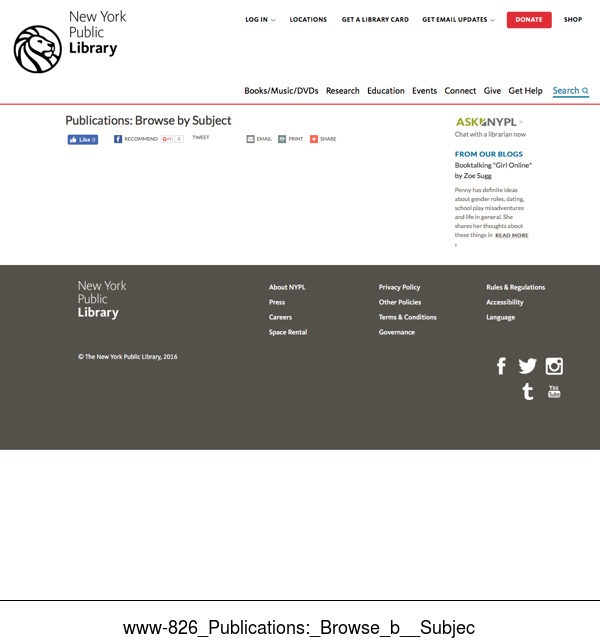 New York
Public
Library
LOG IN
LOCATIONS
GET A LIBRARY CARD
GET EMAIL UPDATES
DONATE
SHOP
Books/Music/DVDs Research Education Events Connect Give Get Help Search
Publications: Browse by Subject
Like 0
RECOMMEND
G+1 0
TWEET
EMAIL
PRINT
SHARE
ASK NYPL >
Chat with a librarian now
FROM OUR BLOGS
Booktalking "Girl Online"
by Zoe Sugg
Penny has definite ideas
about gender roles, dating,
school play misadventures
and life in general. She
shares her thoughts about
these things in READ MORE
New York
Public
Library
About NYPL
Press
Careers
Space Rental
Privacy Policy
Other Policies
Terms & Conditions
Governance
Rules & Regulations
Accessibility
Language
© The New York Public Library, 2016
You
Tube
www-826_Publications:_Browse_b__Subjec